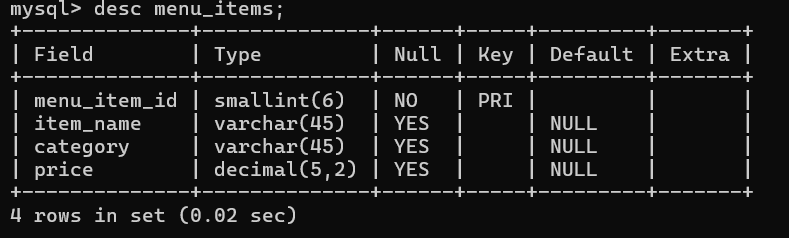 mysql> desc menu_items;
+--------------+--------------+------+-----+---------+-------+
| Field        | Type         | Null | Key | Default | Extra |
+--------------+--------------+------+-----+---------+-------+
| menu_item_id | smallint(6)  | NO   | PRI |         |       |
| item_name    | varchar(45)  | YES  |     | NULL    |       |
| category     | varchar(45)  | YES  |     | NULL    |       |
| price        | decimal(5,2) | YES  |     | NULL    |       |
+--------------+--------------+------+-----+---------+-------+
4 rows in set (0.02 sec)